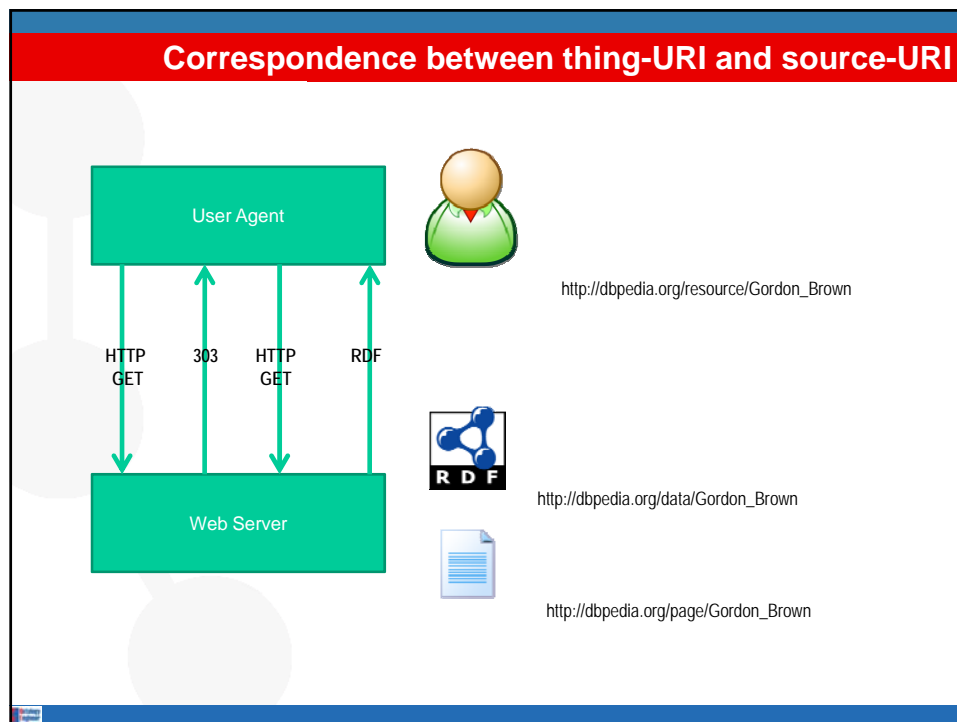 Correspondence between thing-URI and source-URI
User Agent
http://dbpedia.org/resource/Gordon_Brown
HTTP GET
303
HTTP GET
RDF
RDF
http://dbpedia.org/data/Gordon_Brown
Web Server
http://dbpedia.org/page/Gordon_Brown